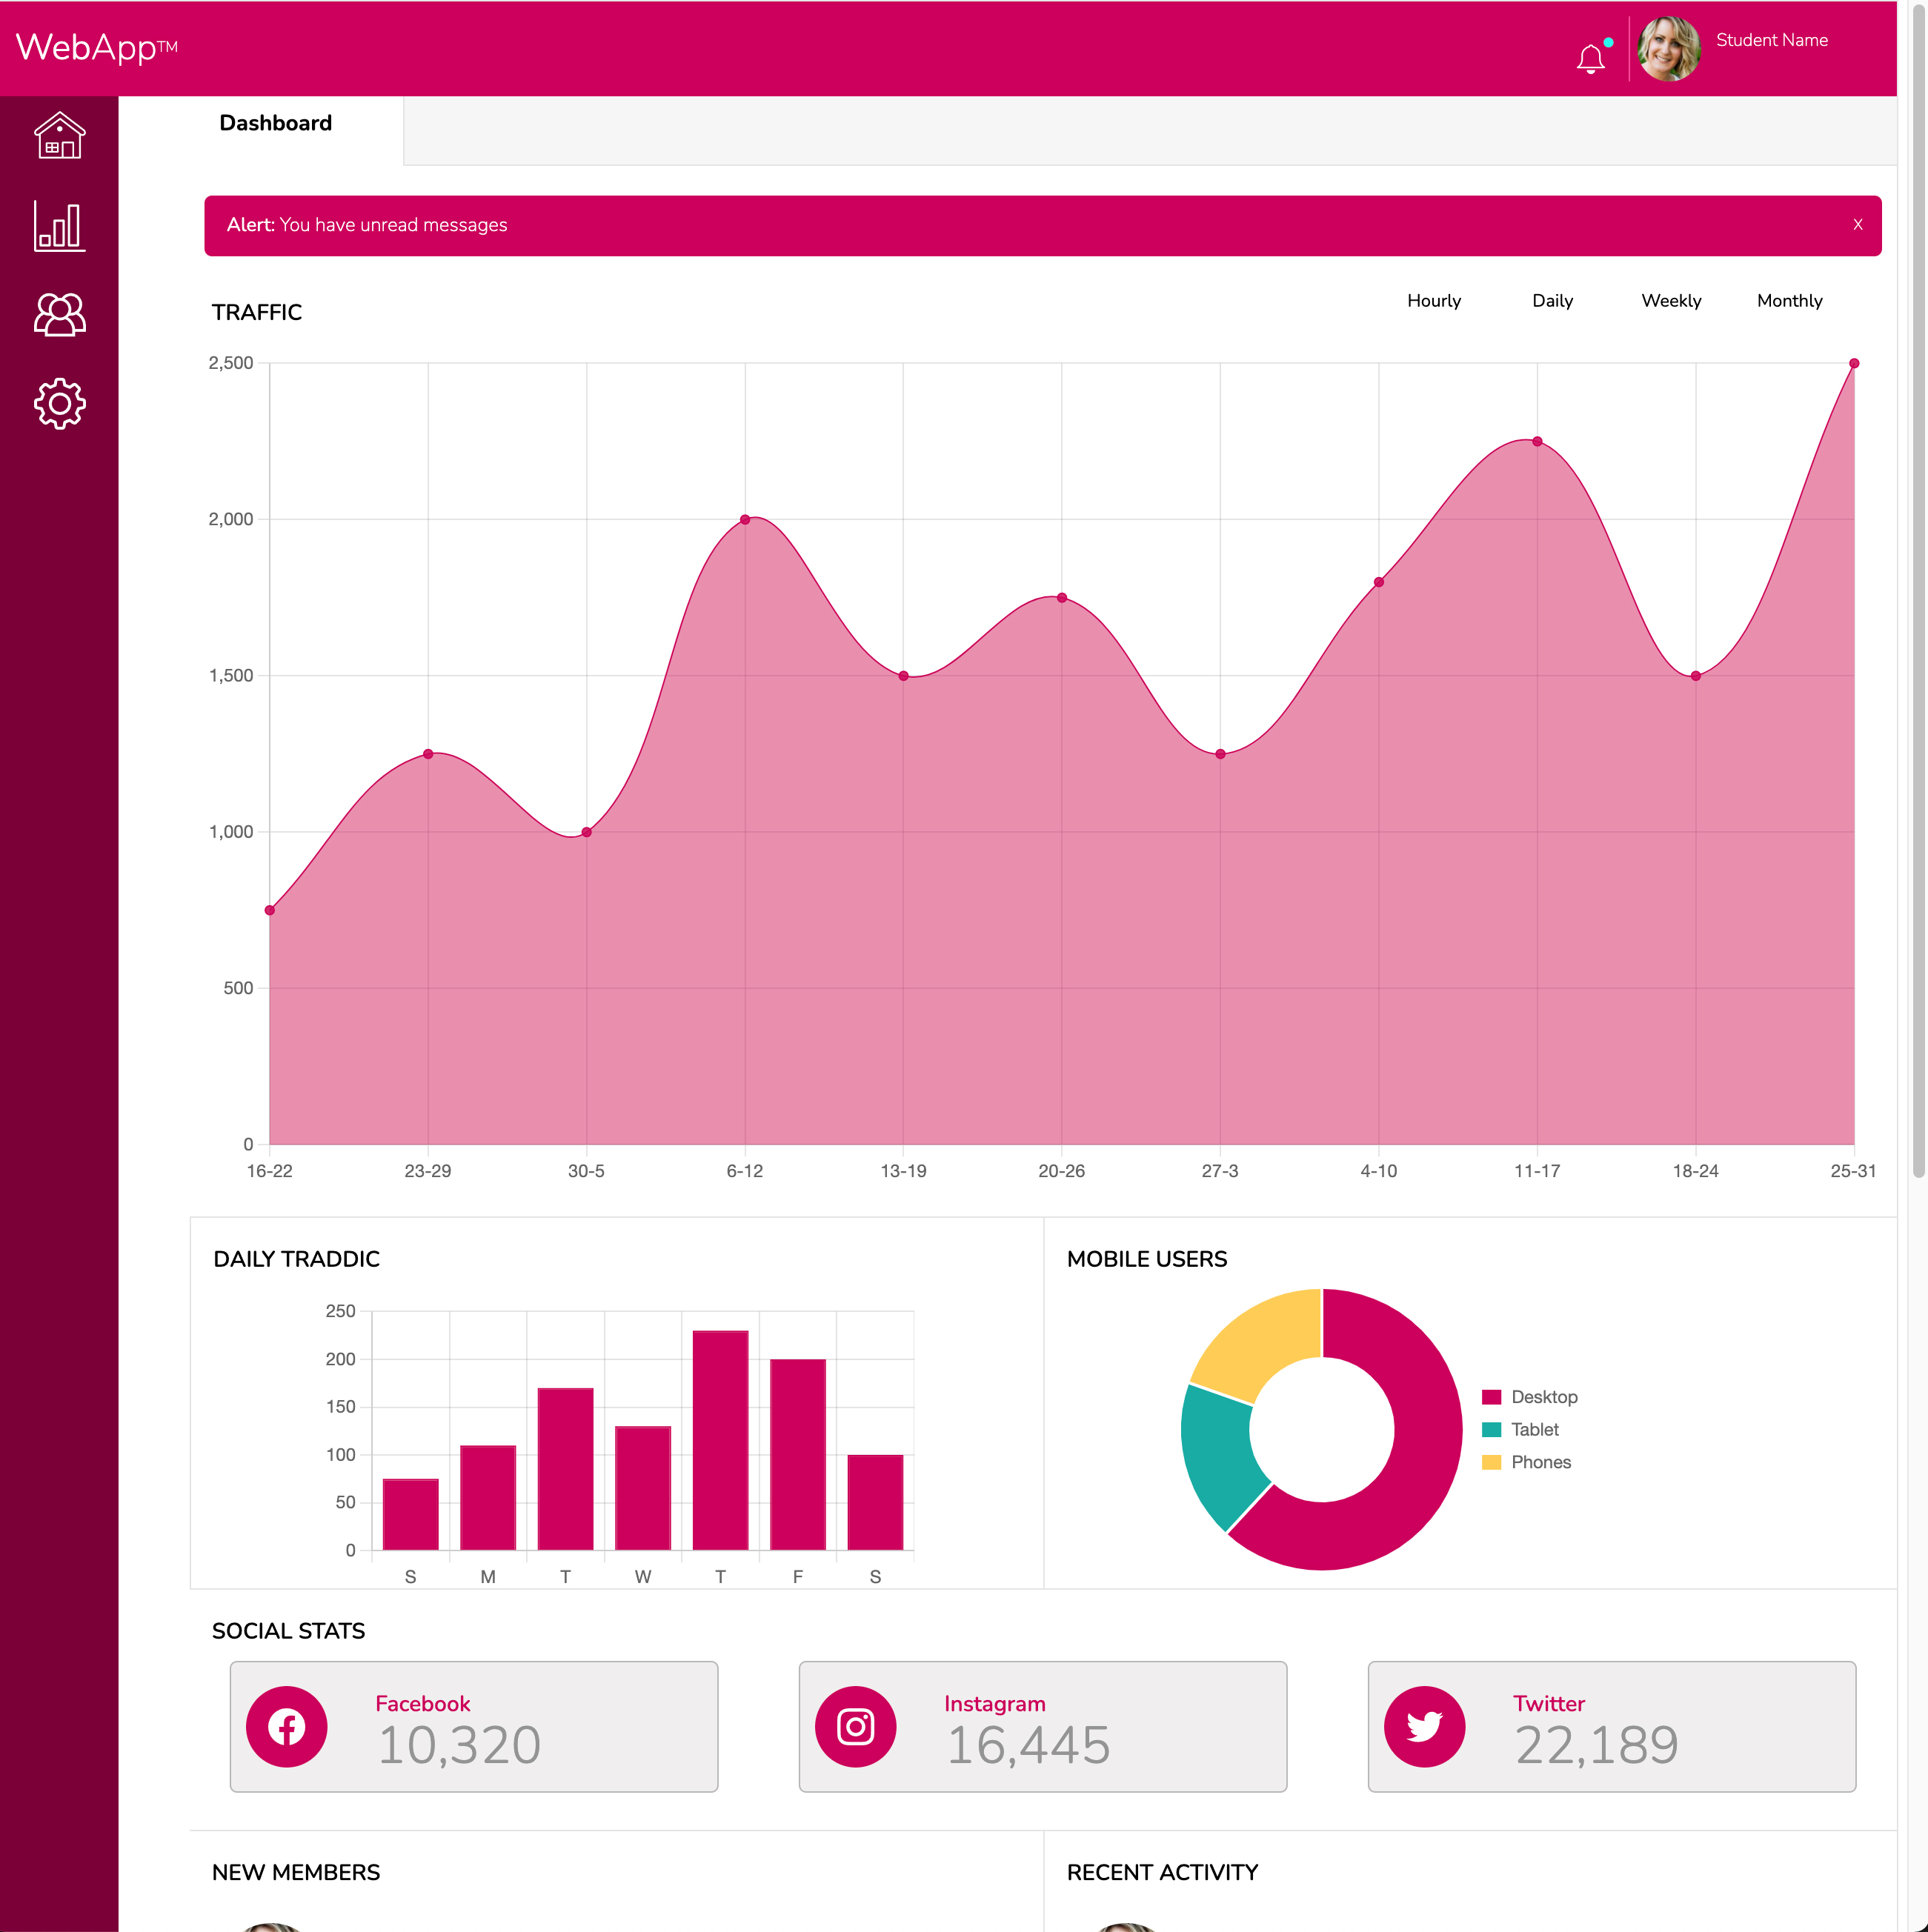 WebApp™
Student Name
Dashboard
Alert: You have unread messages
X
TRAFFIC
Hourly Daily Weekly Monthly
2,500
2,000
1,500
1,000
500
0
16-22 23-29 30-5 6-12 13-19 20-26 27-3 4-10 11-17 18-24 25-31
DAILY TRADDIC
250
200
150
100
50
0
S M T W T F S
MOBILE USERS
Desktop
Tablet
Phones
SOCIAL STATS
Facebook
10,320
Instagram
16,445
Twitter
22,189
NEW MEMBERS
RECENT ACTIVITY